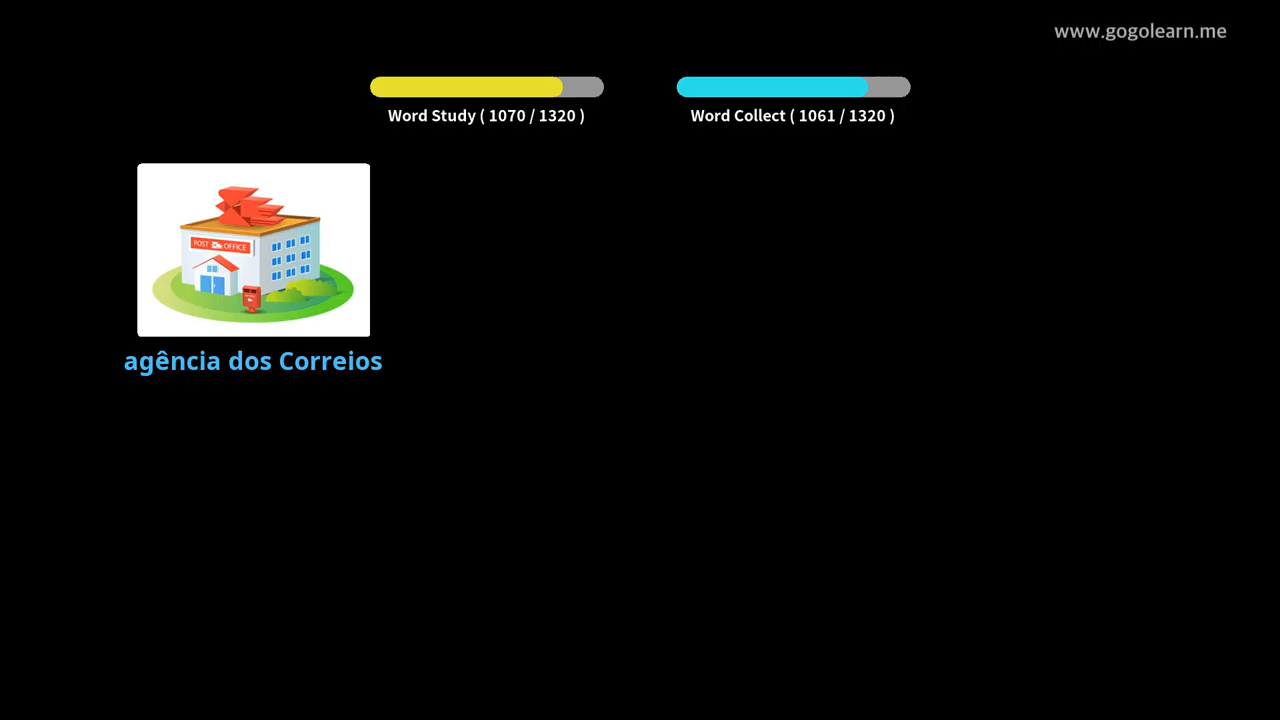 www.gogolearn.me
Word Study ( 1070 / 1320 )
Word Collect ( 1061 / 1320 )
POST OFFICE
agência dos Correios